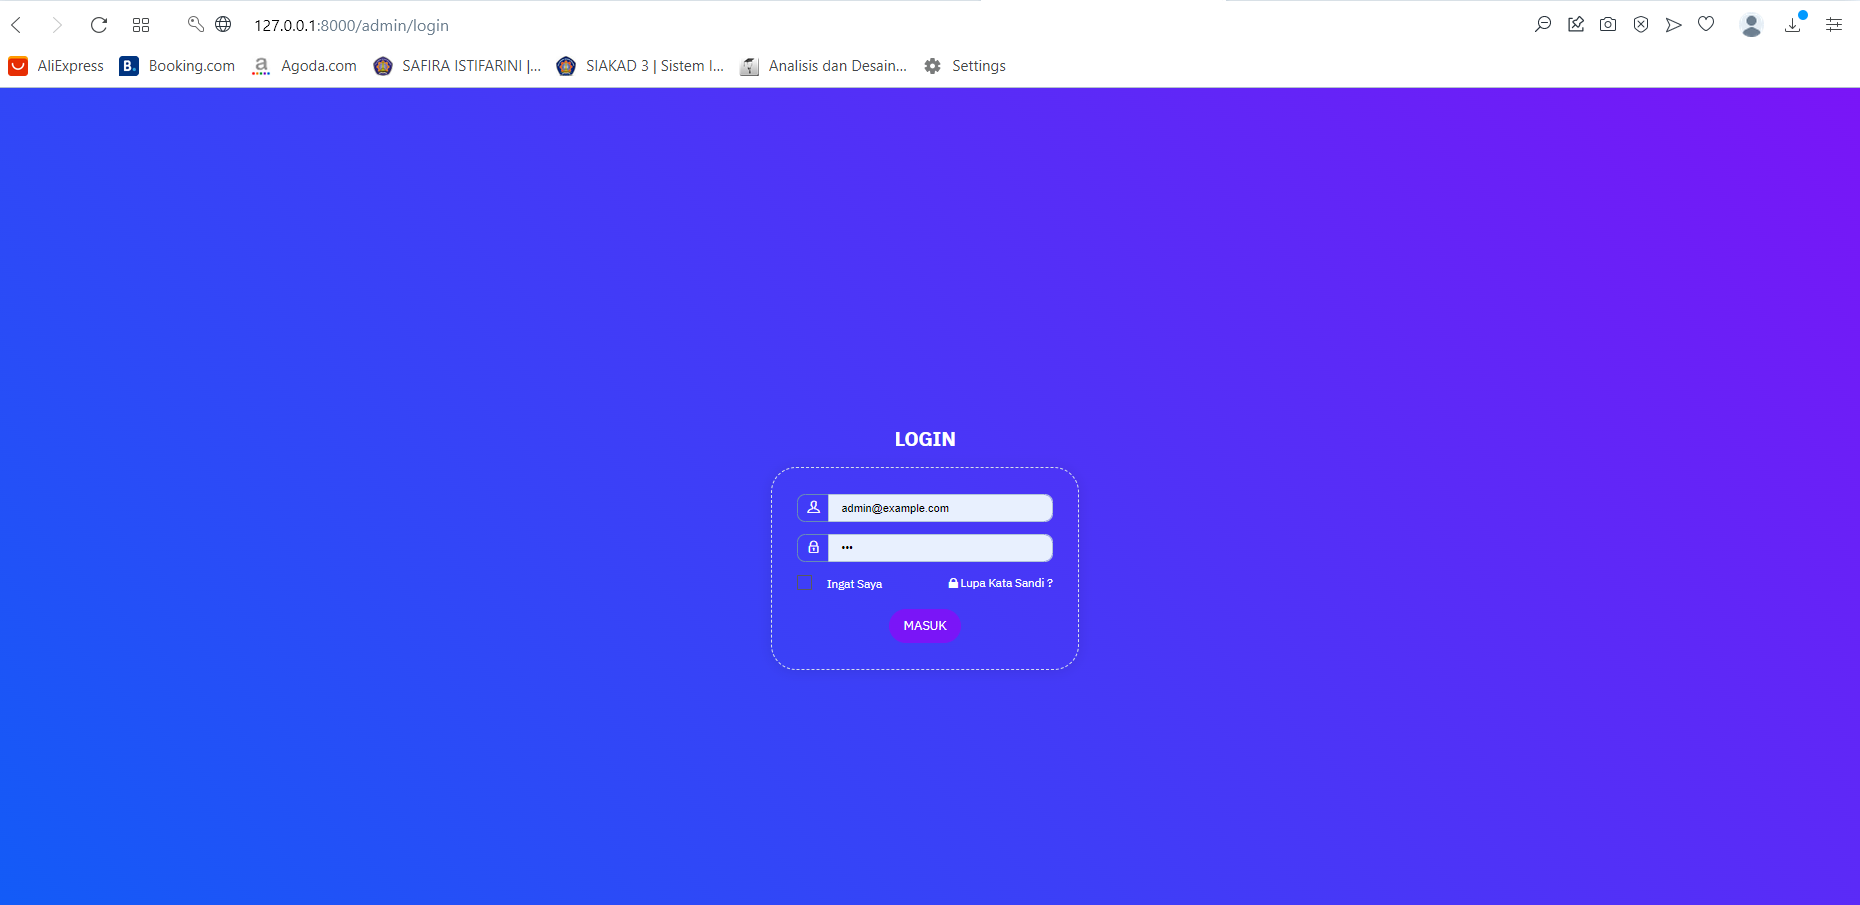 127.0.0.1:8000/admin/login
AliExpress B. Booking.com a Agoda.com SAFIRA ISTIFARINI |... SIAKAD 3 | Sistem I... Analisis dan Desain... Settings
LOGIN
admin@example.com
•••
Ingat Saya Lupa Kata Sandi ?
MASUK